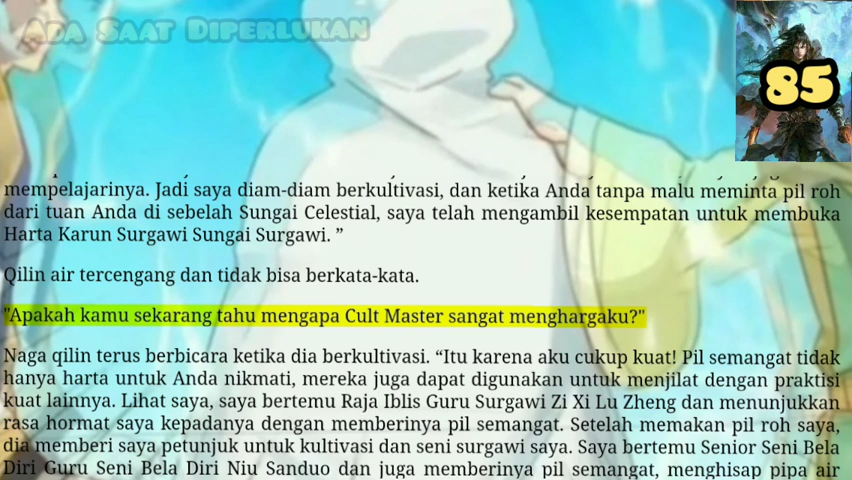 Ada Saat Diperlukan
85
mempelajarinya. Jadi saya diam-diam berkultivasi, dan ketika Anda tanpa malu meminta pil roh
dari tuan Anda di sebelah Sungai Celestial, saya telah mengambil kesempatan untuk membuka
Harta Karun Surgawi Sungai Surgawi. ”
Qilin air tercengang dan tidak bisa berkata-kata.
"Apakah kamu sekarang tahu mengapa Cult Master sangat menghargaku?"
Naga qilin terus berbicara ketika dia berkultivasi. “Itu karena aku cukup kuat! Pil semangat tidak
hanya harta untuk Anda nikmati, mereka juga dapat digunakan untuk menjilat dengan praktisi
kuat lainnya. Lihat saya, saya bertemu Raja Iblis Guru Surgawi Zi Xi Lu Zheng dan menunjukkan
rasa hormat saya kepadanya dengan memberinya pil semangat. Setelah memakan pil roh saya,
dia memberi saya petunjuk untuk kultivasi dan seni surgawi saya. Saya bertemu Senior Seni Bela
Diri Guru Seni Bela Diri Niu Sanduo dan juga memberinya pil semangat, menghisap pipa air